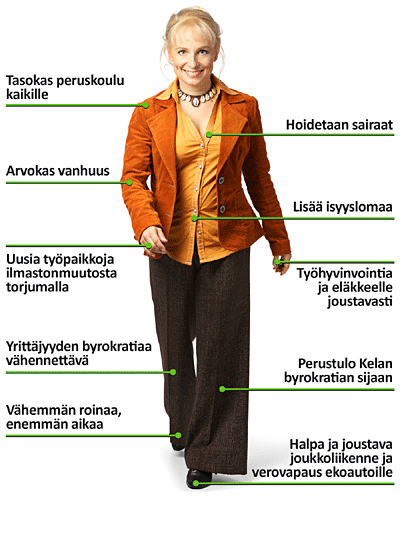 Tasokas peruskoulu
kaikille
Hoidetaan sairaat
Arvokas vanhuus
Lisää isyyslomaa
Uusia työpaikkoja
ilmastonmuutosta
torjumalla
Työhyvinvointia
ja eläkkeelle
joustavasti
Yrittäjyyden byrokratiaa
vähennettävä
Perustulo Kelan
byrokratian sijaan
Vähemmän roinaa,
enemmän aikaa
Halpa ja joustava
joukkoliikenne ja
verovapaus ekoautoille